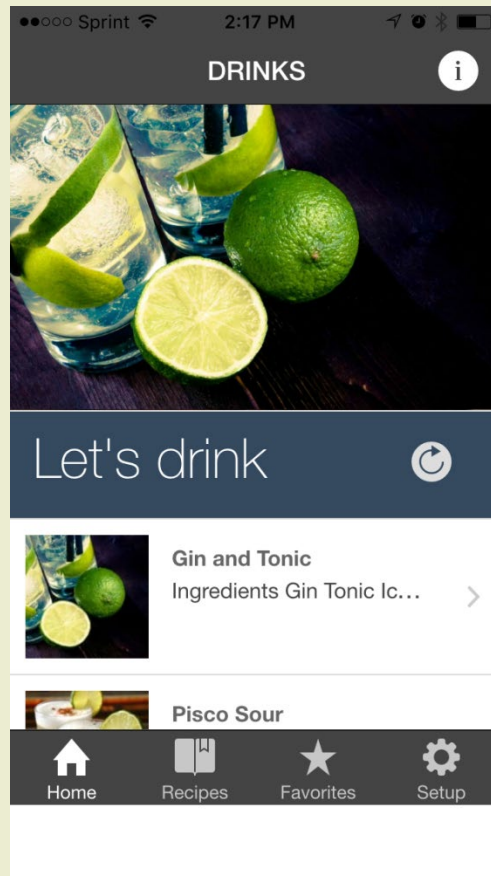 Sprint 2:17 PM
DRINKS
i
Let's drink
Gin and Tonic
Ingredients Gin Tonic Ic...
Pisco Sour
Home Recipes Favorites Setup